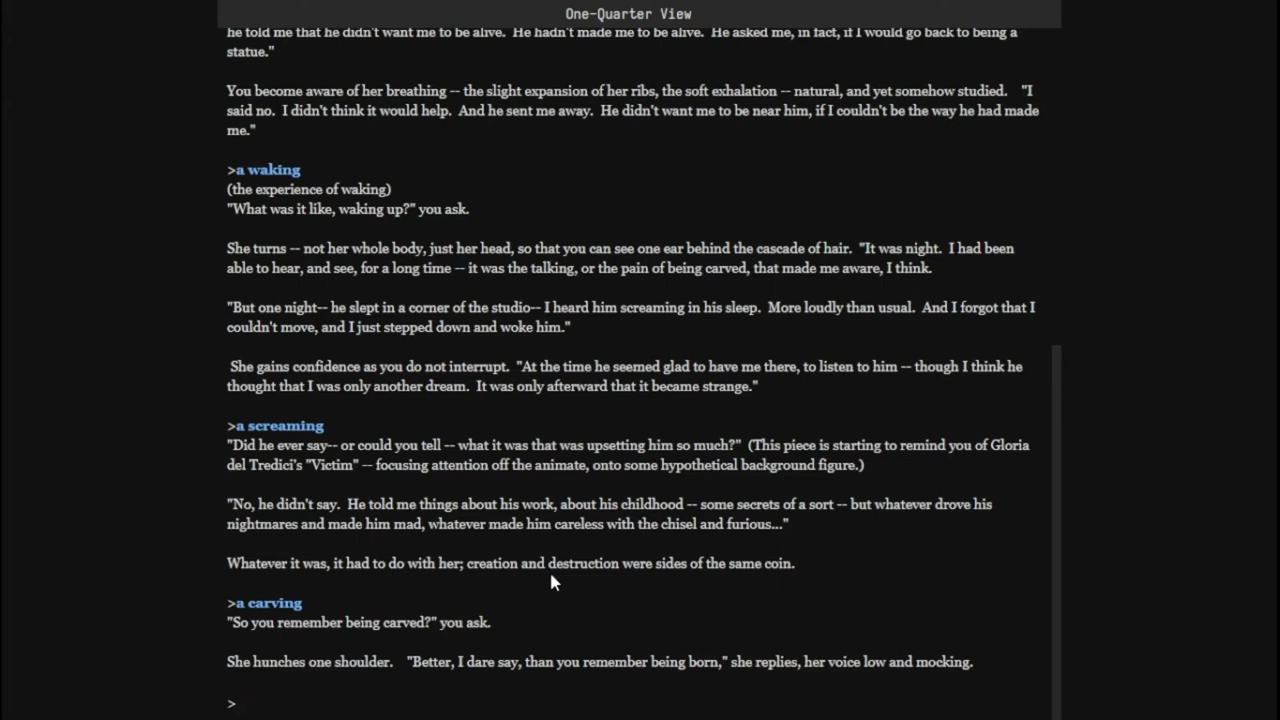 One-Quarter View
he told me that he didn't want me to be alive.  He hadn't made me to be alive.  He asked me, in fact, if I would go back to being a
statue."
You become aware of her breathing -- the slight expansion of her ribs, the soft exhalation -- natural, and yet somehow studied.   "I
said no.  I didn't think it would help.  And he sent me away.  He didn't want me to be near him, if I couldn't be the way he had made
me."
>a waking
(the experience of waking)
"What was it like, waking up?" you ask.
She turns -- not her whole body, just her head, so that you can see one ear behind the cascade of hair.  "It was night.  I had been
able to hear, and see, for a long time -- it was the talking, or the pain of being carved, that made me aware, I think.
"But one night-- he slept in a corner of the studio-- I heard him screaming in his sleep.  More loudly than usual.  And I forgot that I
couldn't move, and I just stepped down and woke him."
She gains confidence as you do not interrupt.  "At the time he seemed glad to have me there, to listen to him -- though I think he
thought that I was only another dream.  It was only afterward that it became strange."
>a screaming
"Did he ever say-- or could you tell -- what it was that was upsetting him so much?"  (This piece is starting to remind you of Gloria
del Tredici's "Victim" -- focusing attention off the animate, onto some hypothetical background figure.)
"No, he didn't say.  He told me things about his work, about his childhood -- some secrets of a sort -- but whatever drove his
nightmares and made him mad, whatever made him careless with the chisel and furious..."
Whatever it was, it had to do with her; creation and destruction were sides of the same coin.
>a carving
"So you remember being carved?" you ask.
She hunches one shoulder.   "Better, I dare say, than you remember being born," she replies, her voice low and mocking.
>